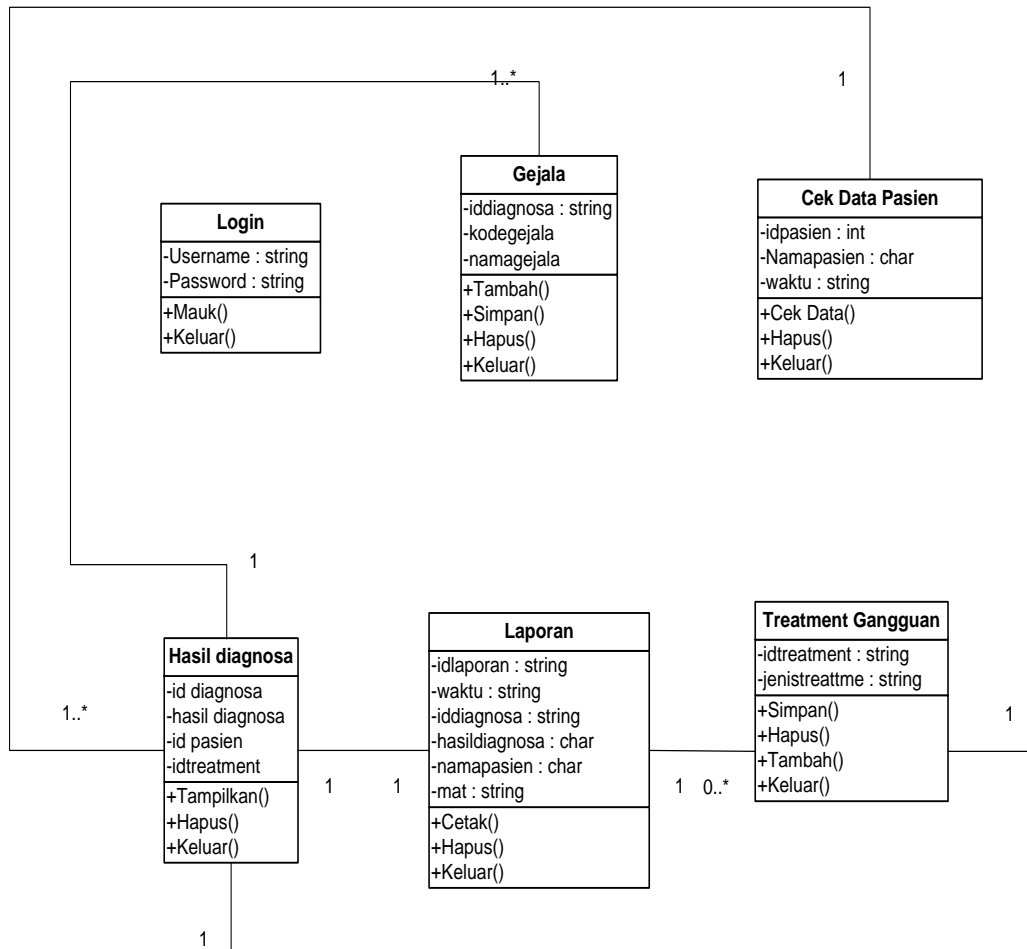 1..*
1
Gejala
-iddiagnosa : string
-kodegejala
-namagejala
+Tambah()
+Simpan()
+Hapus()
+Keluar()
Cek Data Pasien
-idpasien : int
-Namapasien : char
-waktu : string
+Cek Data()
+Hapus()
+Keluar()
Login
-Username : string
-Password : string
+Mauk()
+Keluar()
1
Hasil diagnosa
-id diagnosa
-hasil diagnosa
-id pasien
-idtreatment
+Tampilkan()
+Hapus()
+Keluar()
1..*
1
1
1
Laporan
-idlaporan : string
-waktu : string
-iddiagnosa : string
-hasildiagnosa : char
-namapasien : char
-mat : string
+Cetak()
+Hapus()
+Keluar()
1
0..*
Treatment Gangguan
-idtreatment : string
-jenistreattme : string
+Simpan()
+Hapus()
+Tambah()
+Keluar()
1